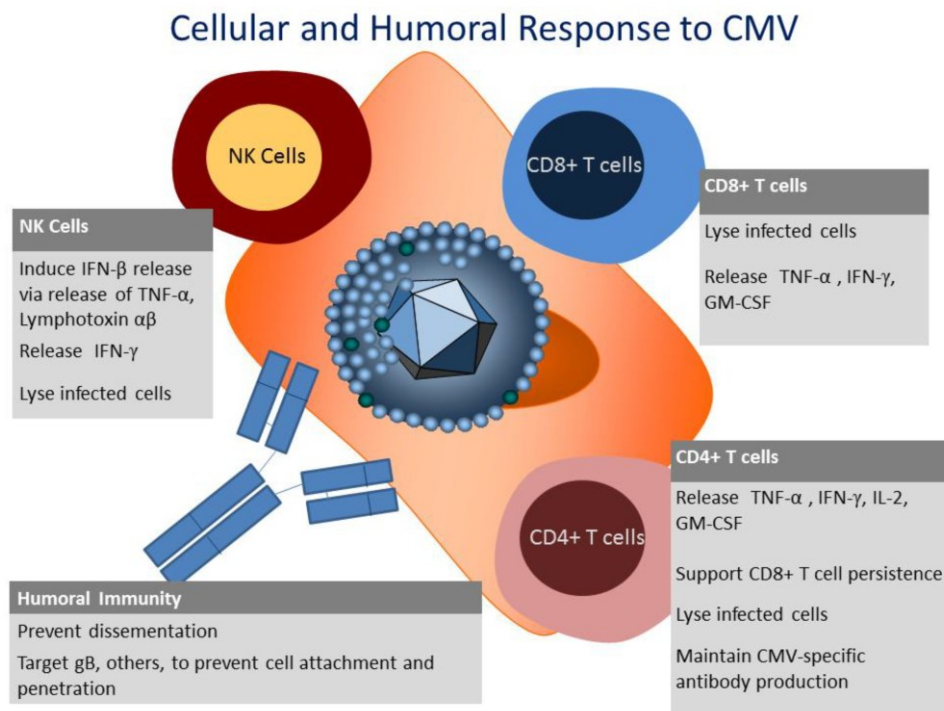 Cellular and Humoral Response to CMV
NK Cells
CD8+ T cells
CD8+ T cells
Lyse infected cells
Release TNF-α , IFN-γ,
GM-CSF
NK Cells
Induce IFN-β release
via release of TNF-α,
Lymphotoxin αβ
Release IFN-γ
Lyse infected cells
CD4+ T cells
CD4+ T cells
Release TNF-α , IFN-γ, IL-2,
GM-CSF
Support CD8+ T cell persistence
Lyse infected cells
Maintain CMV-specific
antibody production
Humoral Immunity
Prevent dissementation
Target gB, others, to prevent cell attachment and
penetration